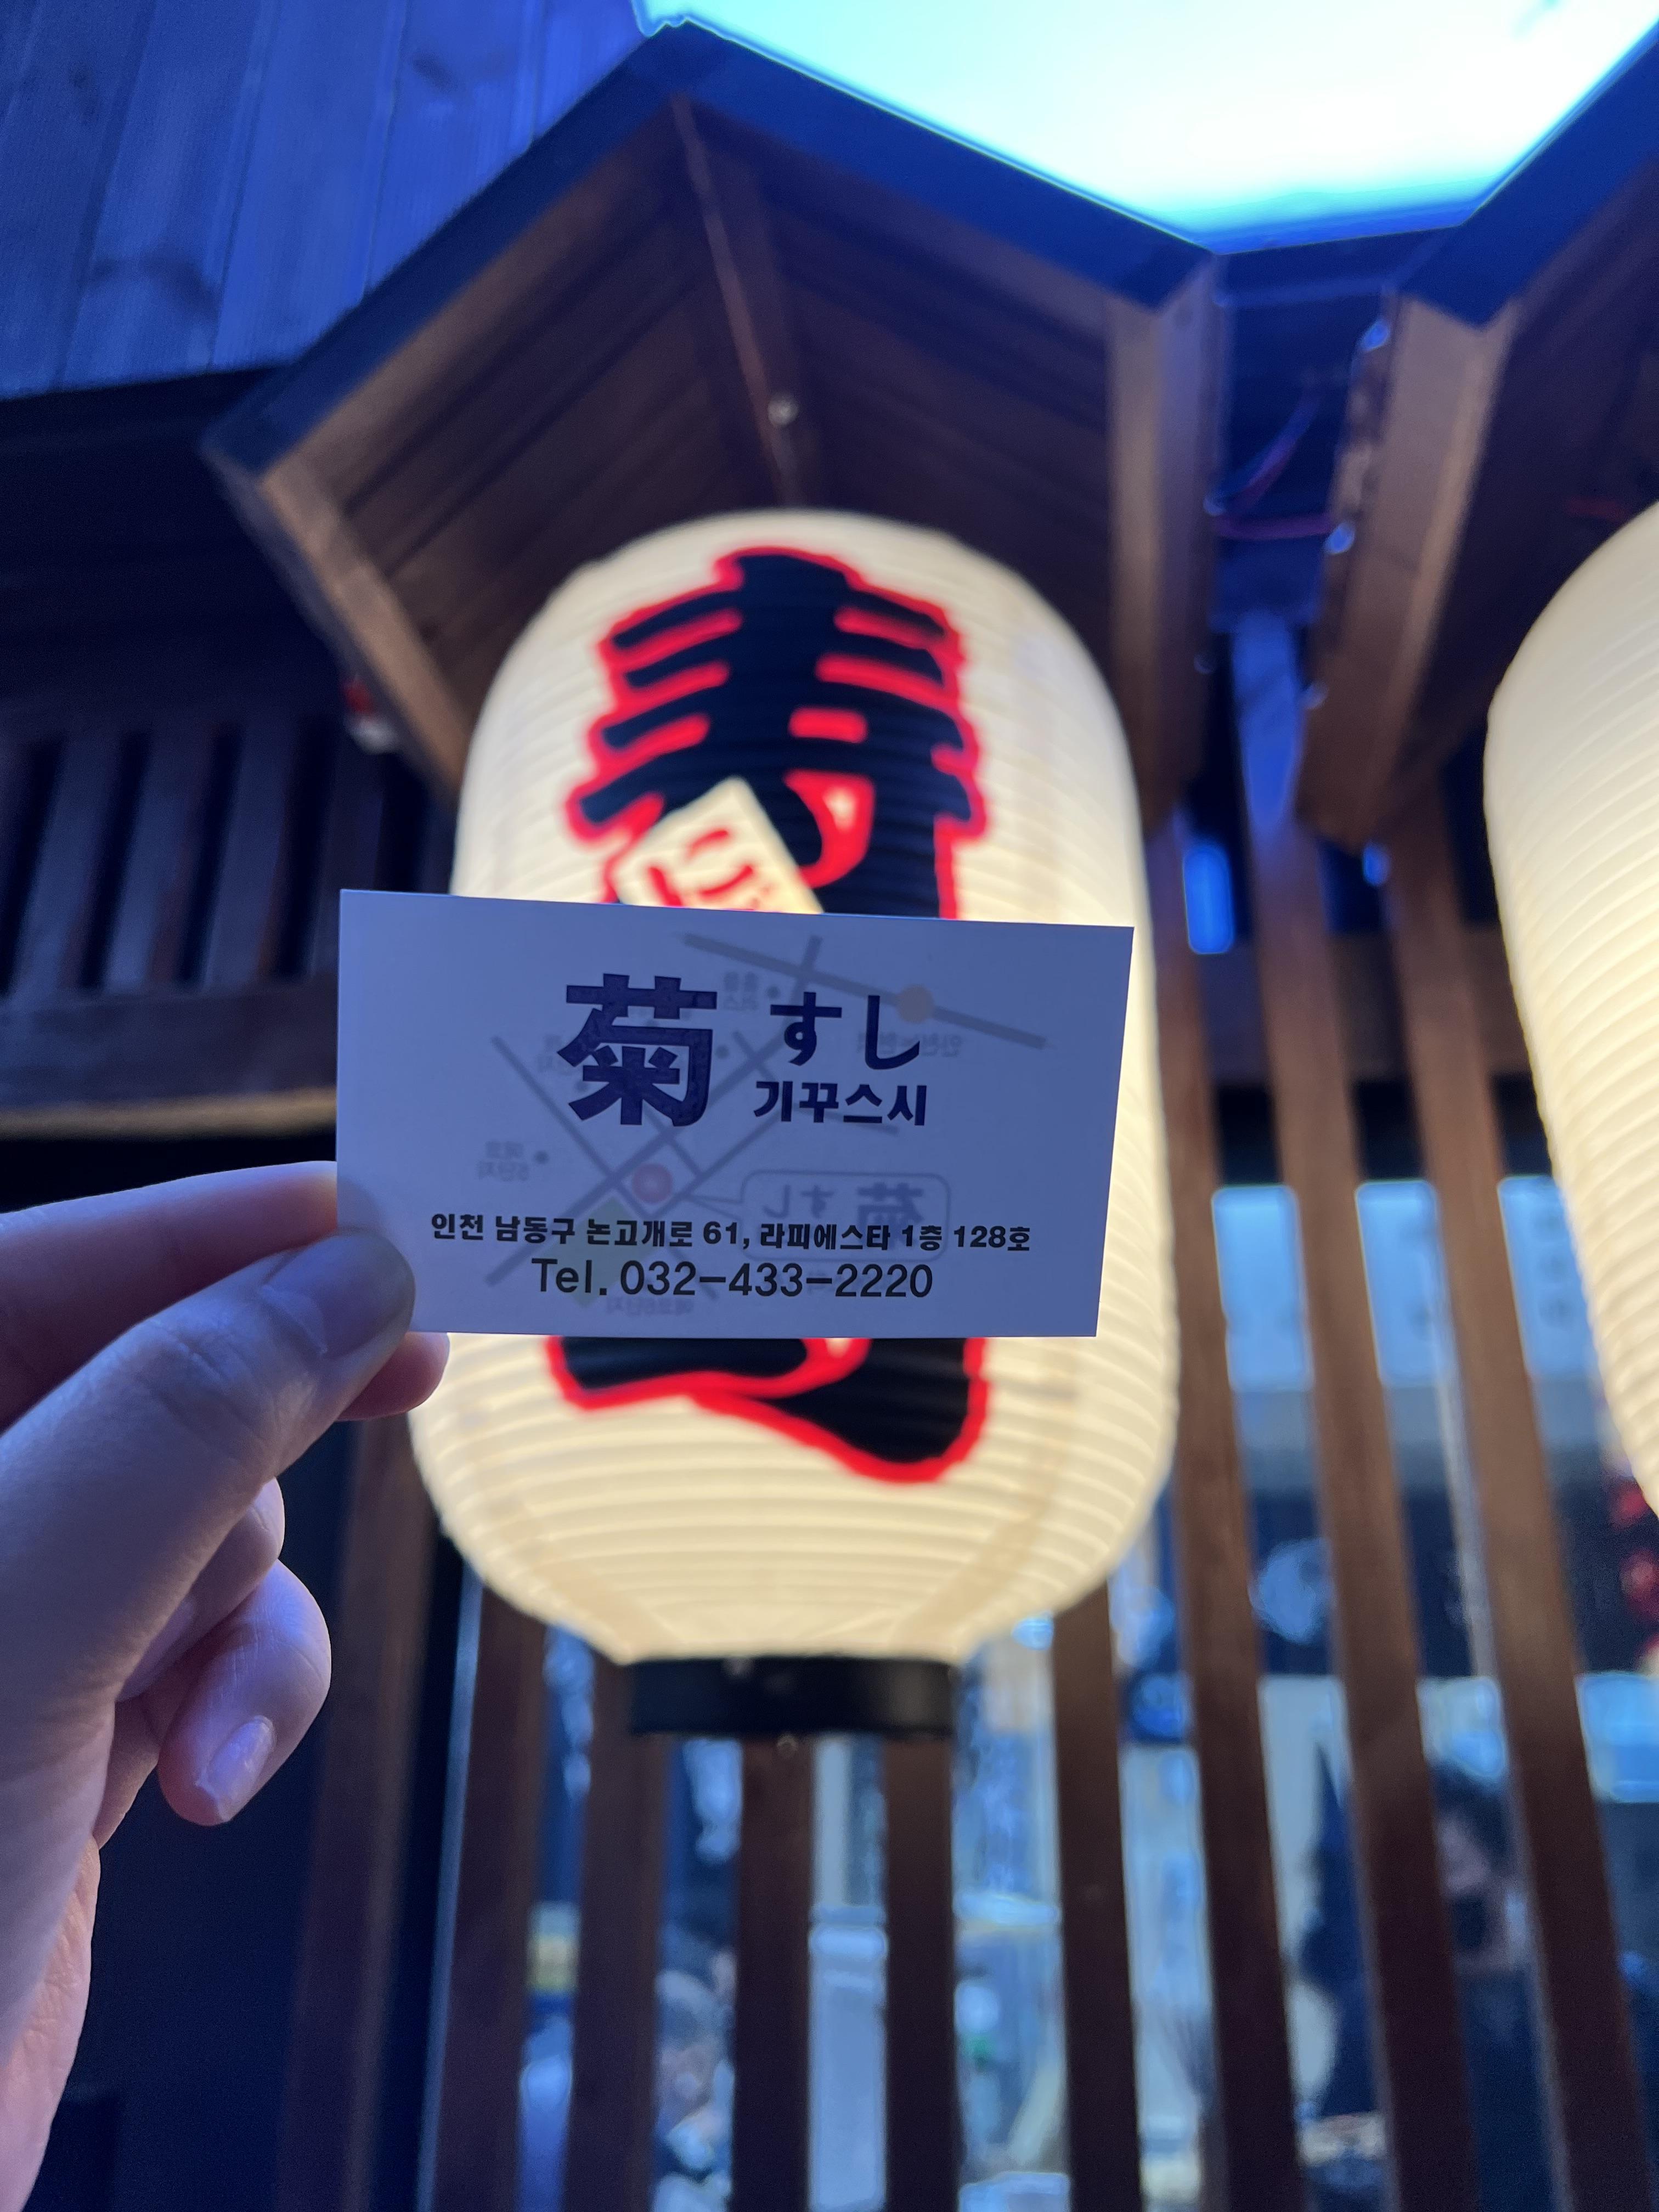 寿
菊 すし
기꾸스시
인천 남동구 논고개로 61, 라피에스타 1층 128호
Tel. 032-433-2220